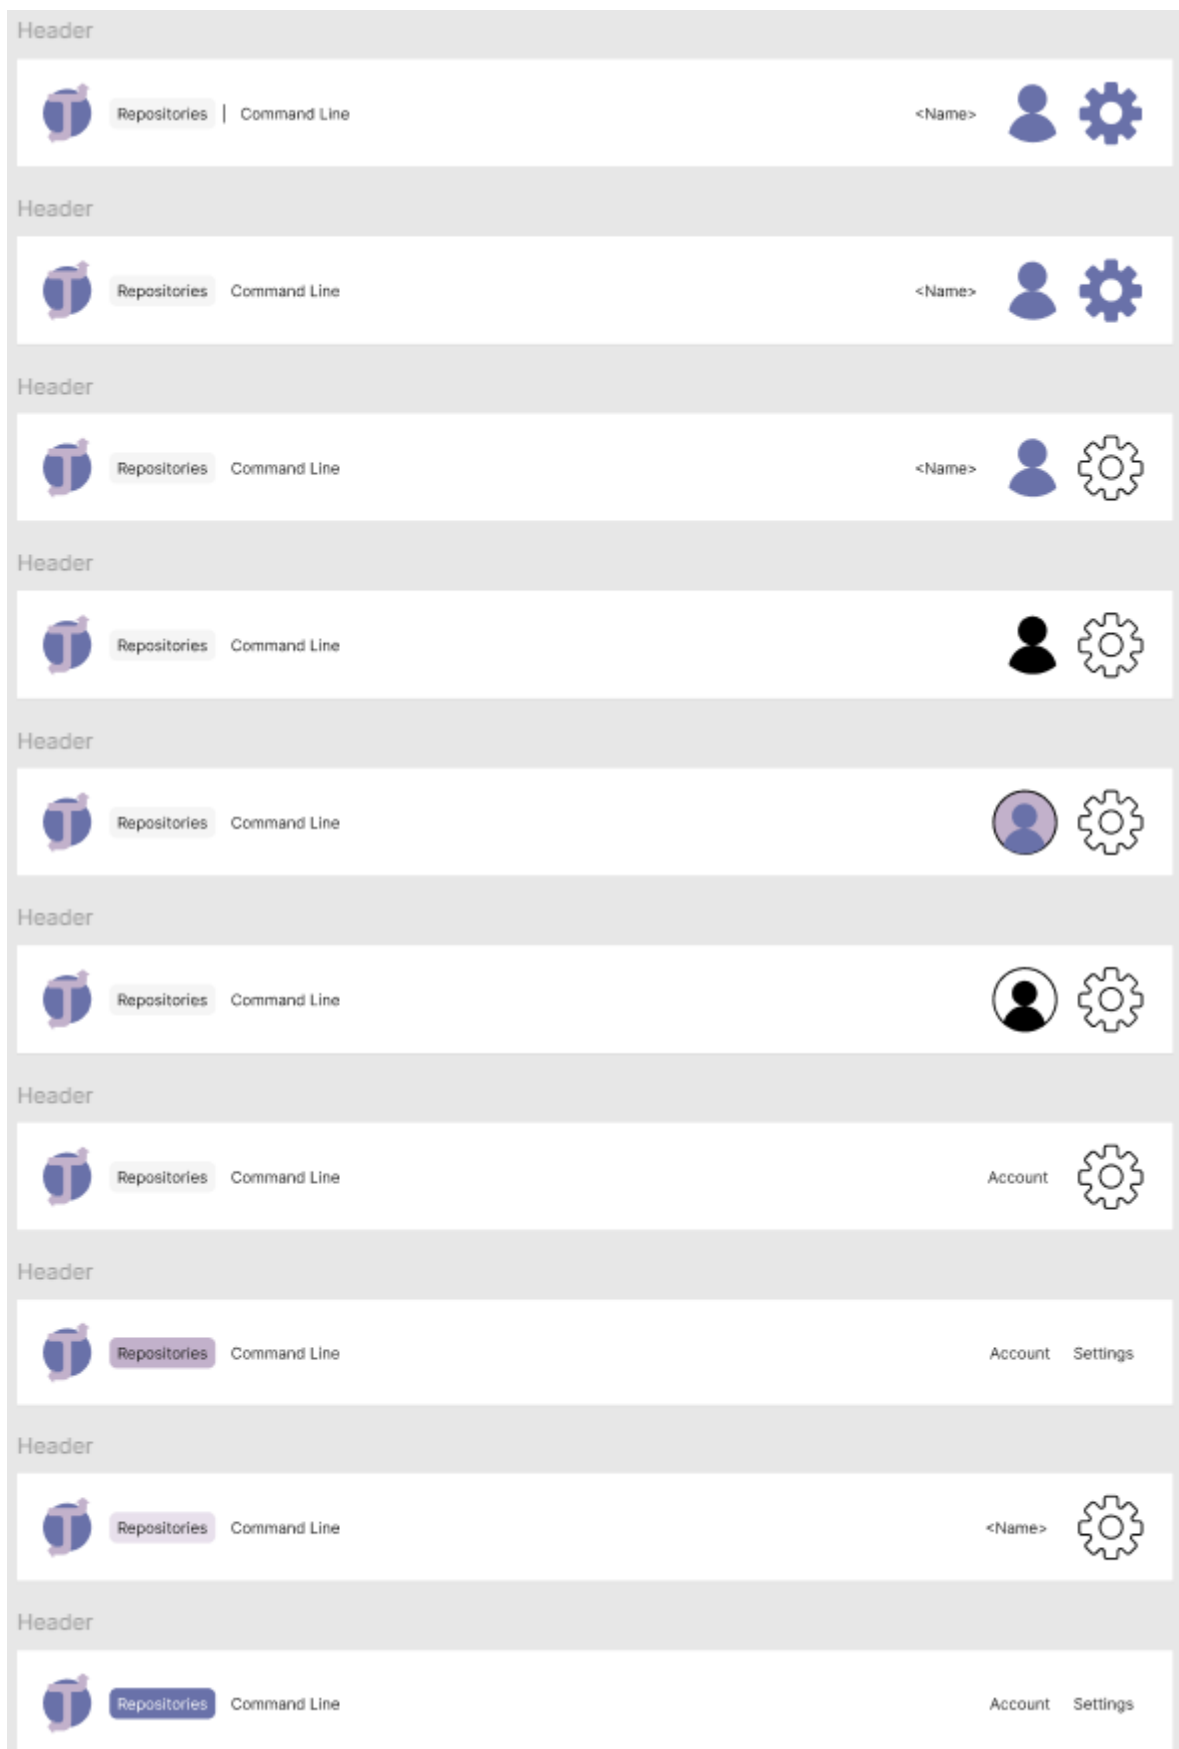 Header
Repositories | Command Line <Name>
Header
Repositories Command Line <Name>
Header
Repositories Command Line <Name>
Header
Repositories Command Line
Header
Repositories Command Line
Header
Repositories Command Line
Header
Repositories Command Line Account
Header
Repositories Command Line Account Settings
Header
Repositories Command Line <Name>
Header
Repositories Command Line Account Settings